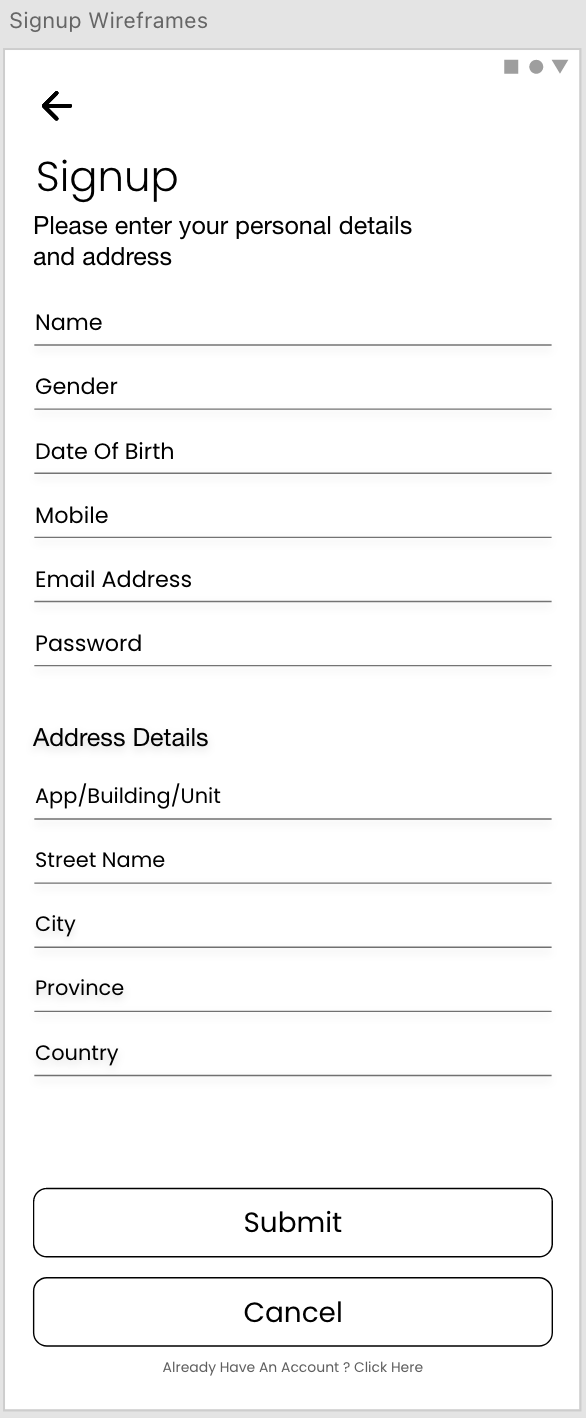 Signup Wireframes
Signup
Please enter your personal details
and address
Name
Gender
Date Of Birth
Mobile
Email Address
Password
Address Details
App/Building/Unit
Street Name
City
Province
Country
Submit
Cancel
Already Have An Account ? Click Here